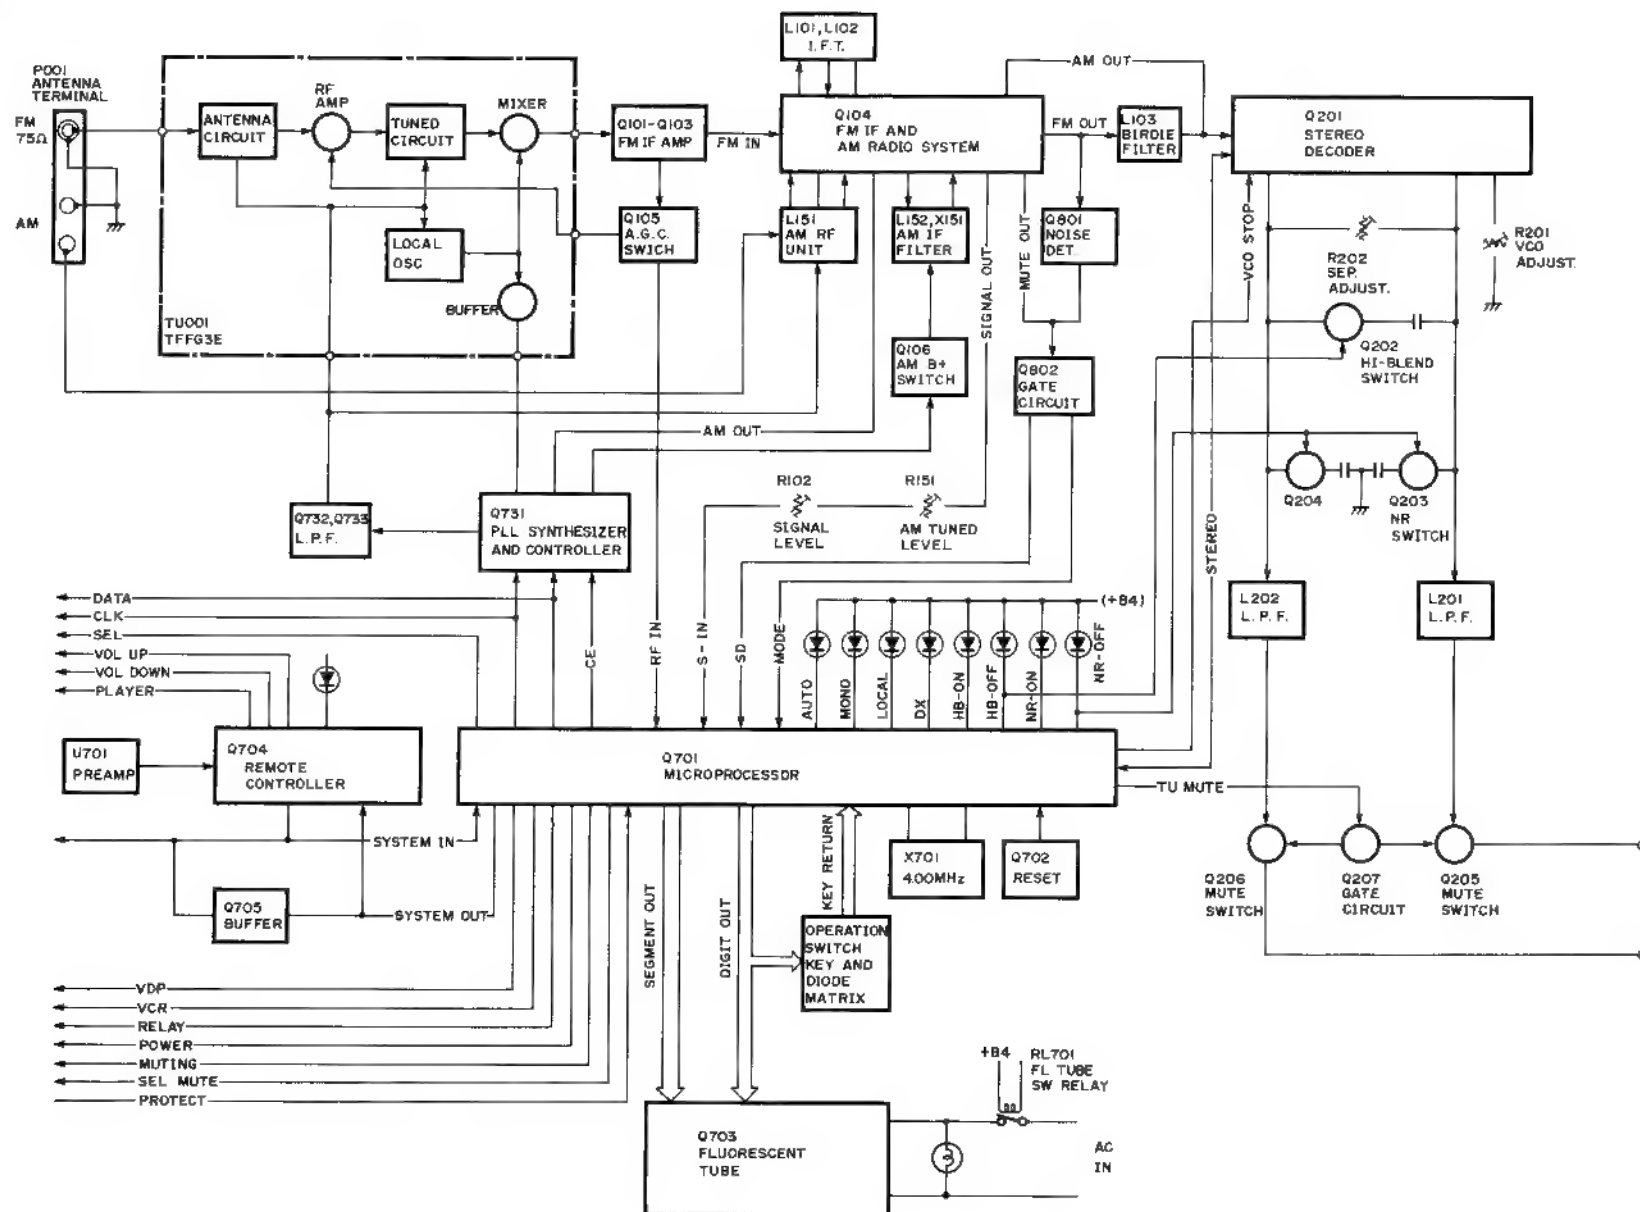 L101, L102
I.F.T.
P001
ANTENNA
TERMINAL
FM
75Ω
AM
ANTENNA
CIRCUIT
RF
AMP
TUNED
CIRCUIT
MIXER
LOCAL
OSC
BUFFER
TU001
TFFG3E
Q101-Q103
FM IF AMP
FM IN
Q105
A.G.C.
SWICH
Q104
FM IF AND
AM RADIO SYSTEM
AM OUT
FM OUT
L103
BIRDIE
FILTER
Q201
STEREO
DECODER
L151
AM RF
UNIT
L152, X151
AM IF
FILTER
SIGNAL OUT
MUTE OUT
Q801
NOISE
DET.
VCO STOP
R201
VCO
ADJUST.
R202
SEP.
ADJUST.
Q202
HI-BLEND
SWITCH
Q106
AM B+
SWITCH
Q802
GATE
CIRCUIT
AM OUT
R102
SIGNAL
LEVEL
R151
AM TUNED
LEVEL
Q204
Q203
NR
SWITCH
Q732, Q733
L.P.F.
Q731
PLL SYNTHESIZER
AND CONTROLLER
STEREO
L202
L.P.F.
L201
L.P.F.
DATA
CLK
SEL
VOL UP
VOL DOWN
PLAYER
CE
RF IN
S-IN
SD
MODE
(+B4)
AUTO
MONO
LOCAL
DX
HB-ON
HB-OFF
NR-ON
NR-OFF
U701
PREAMP
Q704
REMOTE
CONTROLLER
Q701
MICROPROCESSOR
TU MUTE
SYSTEM IN
Q705
BUFFER
SYSTEM OUT
KEY RETURN
X701
4.00MHz
Q702
RESET
Q206
MUTE
SWITCH
Q207
GATE
CIRCUIT
Q205
MUTE
SWITCH
SEGMENT OUT
DIGIT OUT
OPERATION
SWITCH
KEY AND
DIODE
MATRIX
VDP
VCR
RELAY
POWER
MUTING
SEL MUTE
PROTECT
+B4
RL701
FL TUBE
SW RELAY
Q703
FLUORESCENT
TUBE
AC
IN